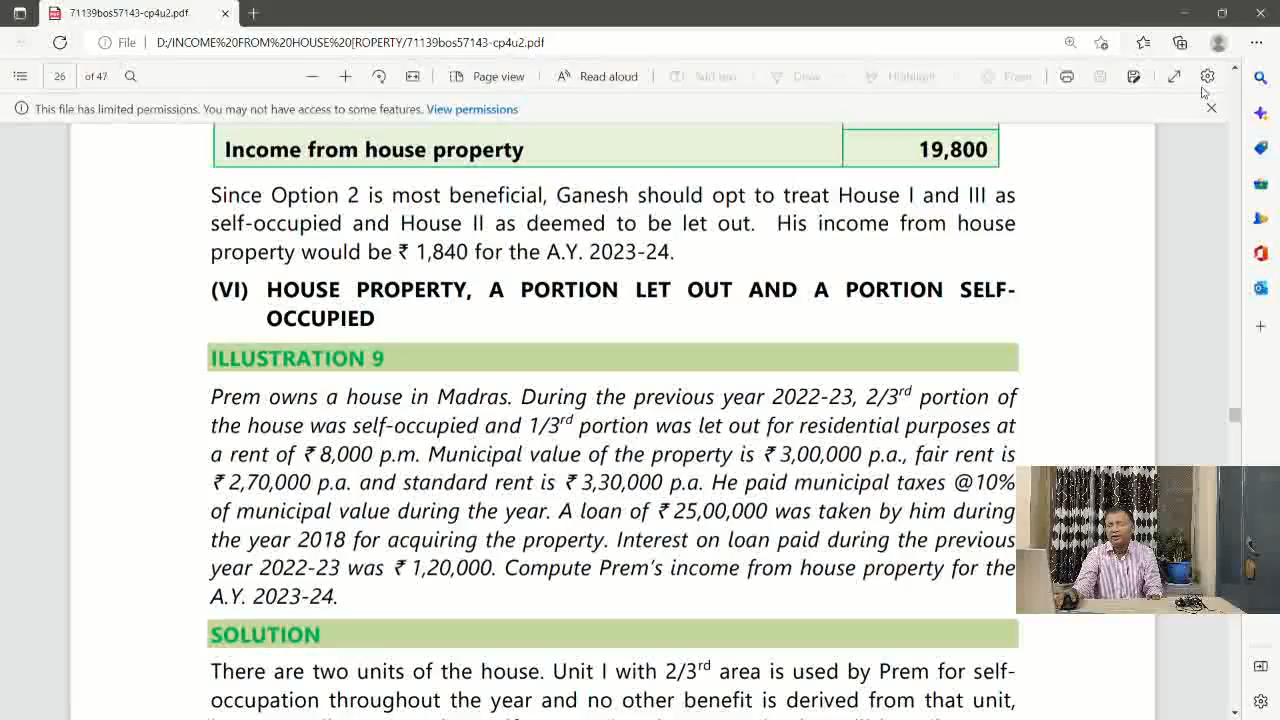 71139bos57143-cp4u2.pdf
File D:/INCOME%20FROM%20HOUSE%20[ROPERTY/71139bos57143-cp4u2.pdf
26 of 47 Page view Read aloud Add text Draw Highlight Erase
This file has limited permissions. You may not have access to some features. View permissions
Income from house property 19,800
Since Option 2 is most beneficial, Ganesh should opt to treat House I and III as
self-occupied and House II as deemed to be let out. His income from house
property would be ₹ 1,840 for the A.Y. 2023-24.
(VI) HOUSE PROPERTY, A PORTION LET OUT AND A PORTION SELF-
OCCUPIED
ILLUSTRATION 9
Prem owns a house in Madras. During the previous year 2022-23, 2/3rd portion of
the house was self-occupied and 1/3rd portion was let out for residential purposes at
a rent of ₹ 8,000 p.m. Municipal value of the property is ₹ 3,00,000 p.a., fair rent is
₹ 2,70,000 p.a. and standard rent is ₹ 3,30,000 p.a. He paid municipal taxes @10%
of municipal value during the year. A loan of ₹ 25,00,000 was taken by him during
the year 2018 for acquiring the property. Interest on loan paid during the previous
year 2022-23 was ₹ 1,20,000. Compute Prem's income from house property for the
A.Y. 2023-24.
SOLUTION
There are two units of the house. Unit I with 2/3rd area is used by Prem for self-
occupation throughout the year and no other benefit is derived from that unit,